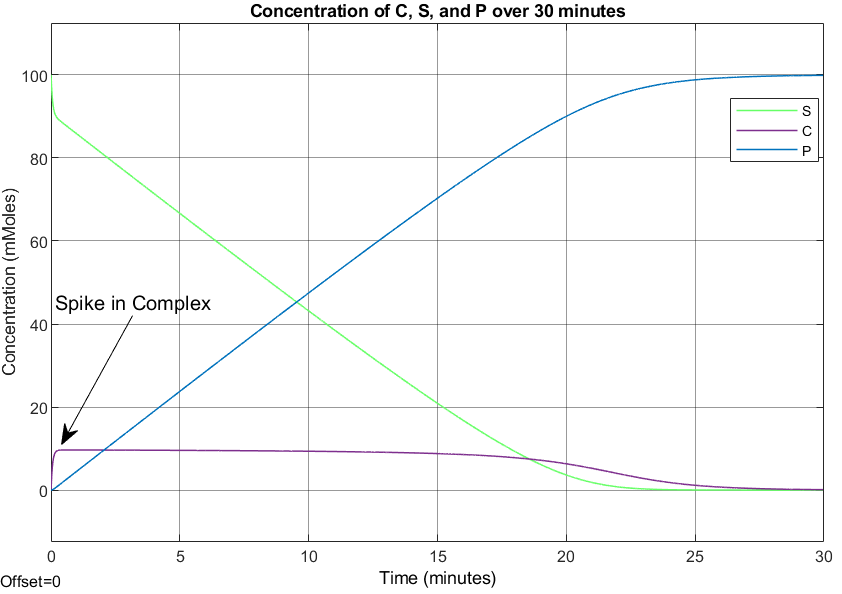 Concentration of C, S, and P over 30 minutes
100
80
60
40
20
0
Concentration (mMoles)
S
C
P
Spike in Complex
0 5 10 15 20 25 30
Time (minutes)
Offset=0